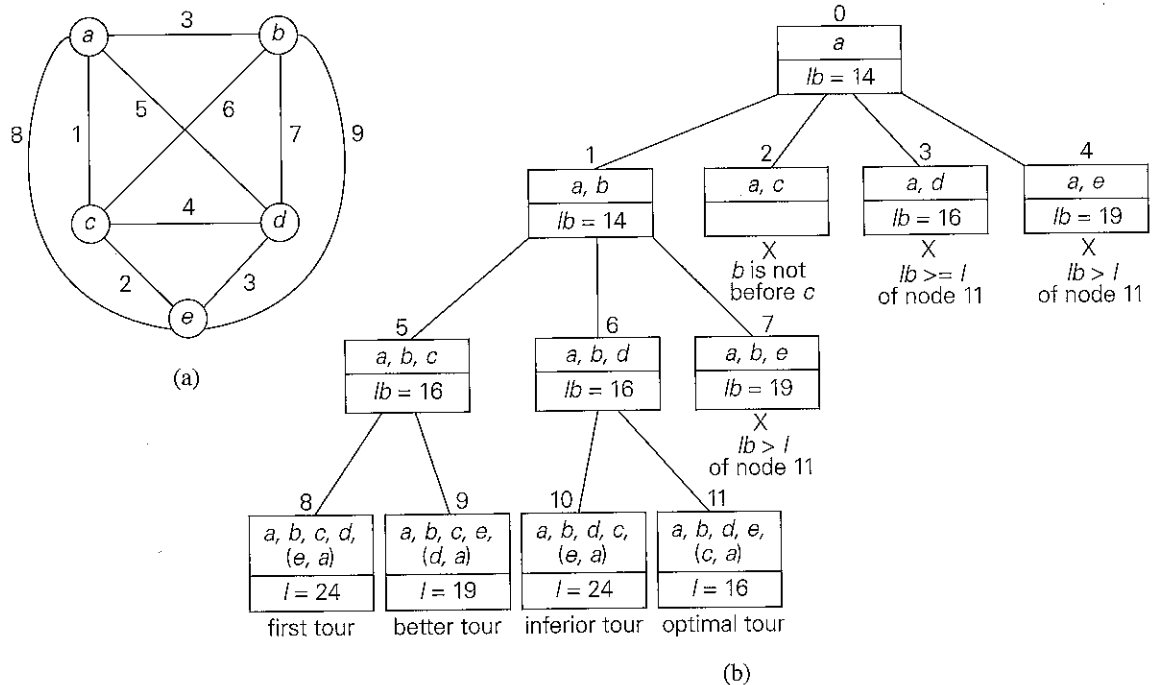 3
a
b
8
5
6
1
7
9
c
4
d
2
3
e
(a)
0
a
lb = 14
1
a, b
lb = 14
2
a, c
X
b is not
before c
3
a, d
lb = 16
X
lb >= l
of node 11
4
a, e
lb = 19
X
lb > l
of node 11
5
a, b, c
lb = 16
6
a, b, d
lb = 16
7
a, b, e
lb = 19
X
lb > l
of node 11
8
a, b, c, d,
(e, a)
l = 24
first tour
9
a, b, c, e,
(d, a)
l = 19
better tour
10
a, b, d, c,
(e, a)
l = 24
inferior tour
11
a, b, d, e,
(c, a)
l = 16
optimal tour
(b)